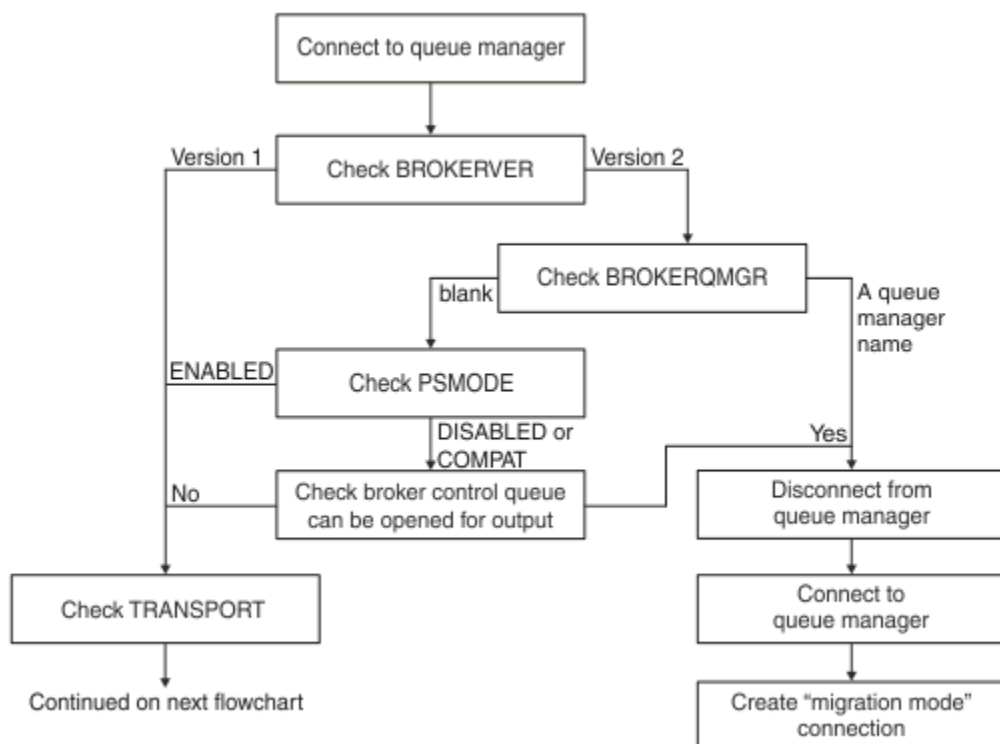 Connect to queue manager
Version 1
Check BROKERVER
Version 2
Check BROKERQMGR
blank
A queue
manager
name
ENABLED
Check PSMODE
DISABLED or
COMPAT
Yes
No
Check broker control queue
can be opened for output
Disconnect from
queue manager
Check TRANSPORT
Connect to
queue manager
Continued on next flowchart
Create “migration mode”
connection